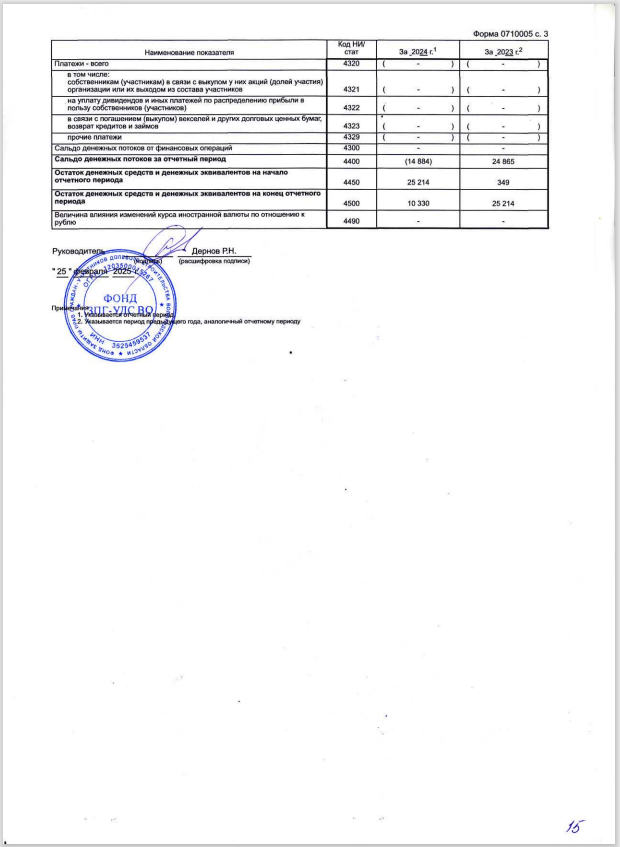 Форма 0710005 с. 3
Наименование показателя Код НИ/стат За 2024 г.1 За 2023 г.2
Платежи - всего 4320 ( - ) ( - )
в том числе:
собственникам (участникам) в связи с выкупом у них акций (долей участия)
организации или их выходом из состава участников 4321 ( - ) ( - )
на уплату дивидендов и иных платежей по распределению прибыли в
пользу собственников (участников) 4322 ( - ) ( - )
в связи с погашением (выкупом) векселей и других долговых ценных бумаг,
возврат кредитов и займов 4323 ( - ) ( - )
прочие платежи 4329 ( - ) ( - )
Сальдо денежных потоков от финансовых операций 4300 - -
Сальдо денежных потоков за отчетный период 4400 (14 884) 24 865
Остаток денежных средств и денежных эквивалентов на начало
отчетного периода 4450 25 214 349
Остаток денежных средств и денежных эквивалентов на конец отчетного
периода 4500 10 330 25 214
Величина влияния изменений курса иностранной валюты по отношению к
рублю 4490 - -
Руководитель Дернов Р.Н.
(подпись) (расшифровка подписи)
" 25 " февраля 2025 г.
ФОНД
ЗПГ-УДС ВО
ИНН 3525459537
Примечания
1. Указывается отчетный период.
2. Указывается период предыдущего года, аналогичный отчетному периоду
15